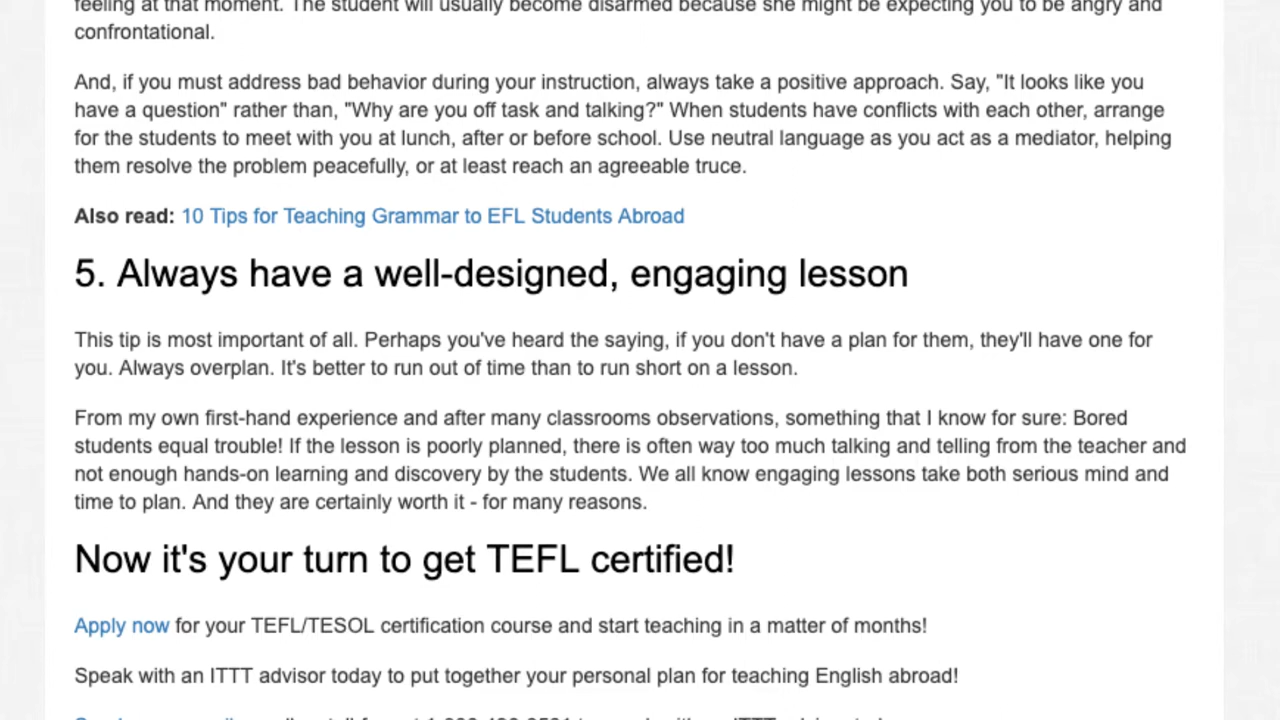 feeling at that moment. The student will usually become disarmed because she might be expecting you to be angry and
confrontational.
And, if you must address bad behavior during your instruction, always take a positive approach. Say, "It looks like you
have a question" rather than, "Why are you off task and talking?" When students have conflicts with each other, arrange
for the students to meet with you at lunch, after or before school. Use neutral language as you act as a mediator, helping
them resolve the problem peacefully, or at least reach an agreeable truce.
Also read: 10 Tips for Teaching Grammar to EFL Students Abroad
5. Always have a well-designed, engaging lesson
This tip is most important of all. Perhaps you've heard the saying, if you don't have a plan for them, they'll have one for
you. Always overplan. It's better to run out of time than to run short on a lesson.
From my own first-hand experience and after many classrooms observations, something that I know for sure: Bored
students equal trouble! If the lesson is poorly planned, there is often way too much talking and telling from the teacher and
not enough hands-on learning and discovery by the students. We all know engaging lessons take both serious mind and
time to plan. And they are certainly worth it - for many reasons.
Now it's your turn to get TEFL certified!
Apply now for your TEFL/TESOL certification course and start teaching in a matter of months!
Speak with an ITTT advisor today to put together your personal plan for teaching English abroad!